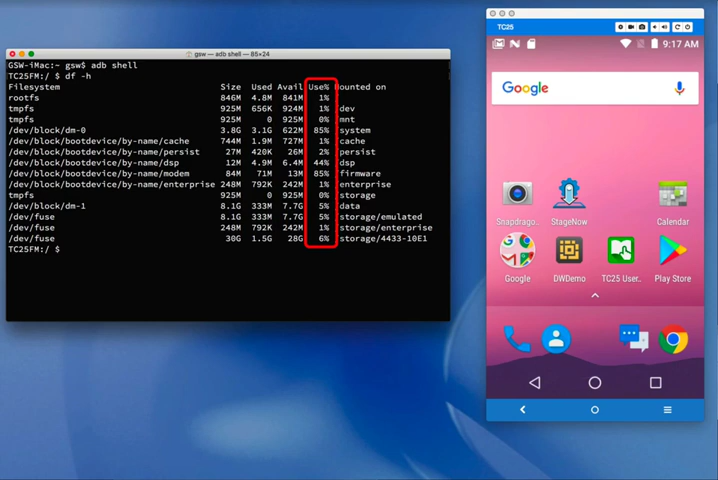 gsw — adb shell — 85×24
GSW-iMac:~ gsw$ adb shell
TC25FM:/ $ df -h
Filesystem Size Used Avail Use% Mounted on
rootfs 846M 4.8M 841M 1%
tmpfs 925M 656K 924M 1% dev
tmpfs 925M 0 925M 0% mnt
/dev/block/dm-0 3.8G 3.1G 622M 85% system
/dev/block/bootdevice/by-name/cache 744M 1.9M 727M 1% cache
/dev/block/bootdevice/by-name/persist 27M 420K 26M 2% persist
/dev/block/bootdevice/by-name/dsp 12M 4.9M 6.4M 44% dsp
/dev/block/bootdevice/by-name/modem 84M 71M 13M 85% firmware
/dev/block/bootdevice/by-name/enterprise 248M 792K 242M 1% enterprise
tmpfs 925M 0 925M 0% storage
/dev/block/dm-1 8.1G 333M 7.7G 5% data
/dev/fuse 8.1G 333M 7.7G 5% storage/emulated
/dev/fuse 248M 792K 242M 1% storage/enterprise
/dev/fuse 30G 1.5G 28G 6% storage/4433-10E1
TC25FM:/ $
TC25
9:17 AM
Google
Snapdrago.. StageNow Calendar
Google DWDemo TC25 User.. Play Store